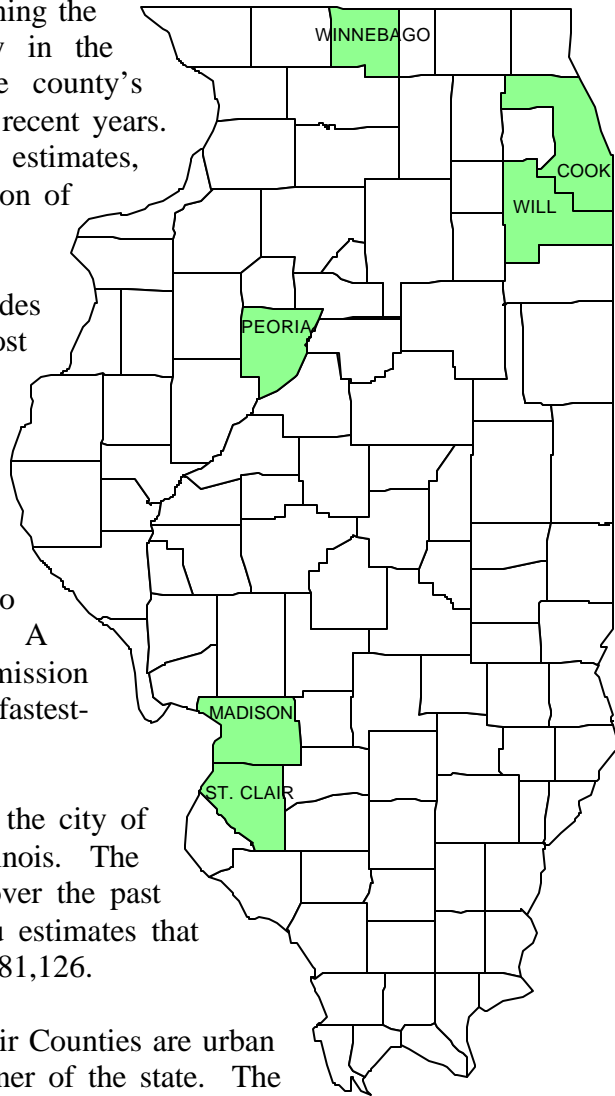 ning the
y in the
e county's
recent years.
estimates,
on of
des
ost
o
A
mission
fastest-
the city of
inois. The
over the past
u estimates that
81,126.
ir Counties are urban
ner of the state. The
WINNEBAGO
COOK
WILL
PEORIA
MADISON
ST. CLAIR